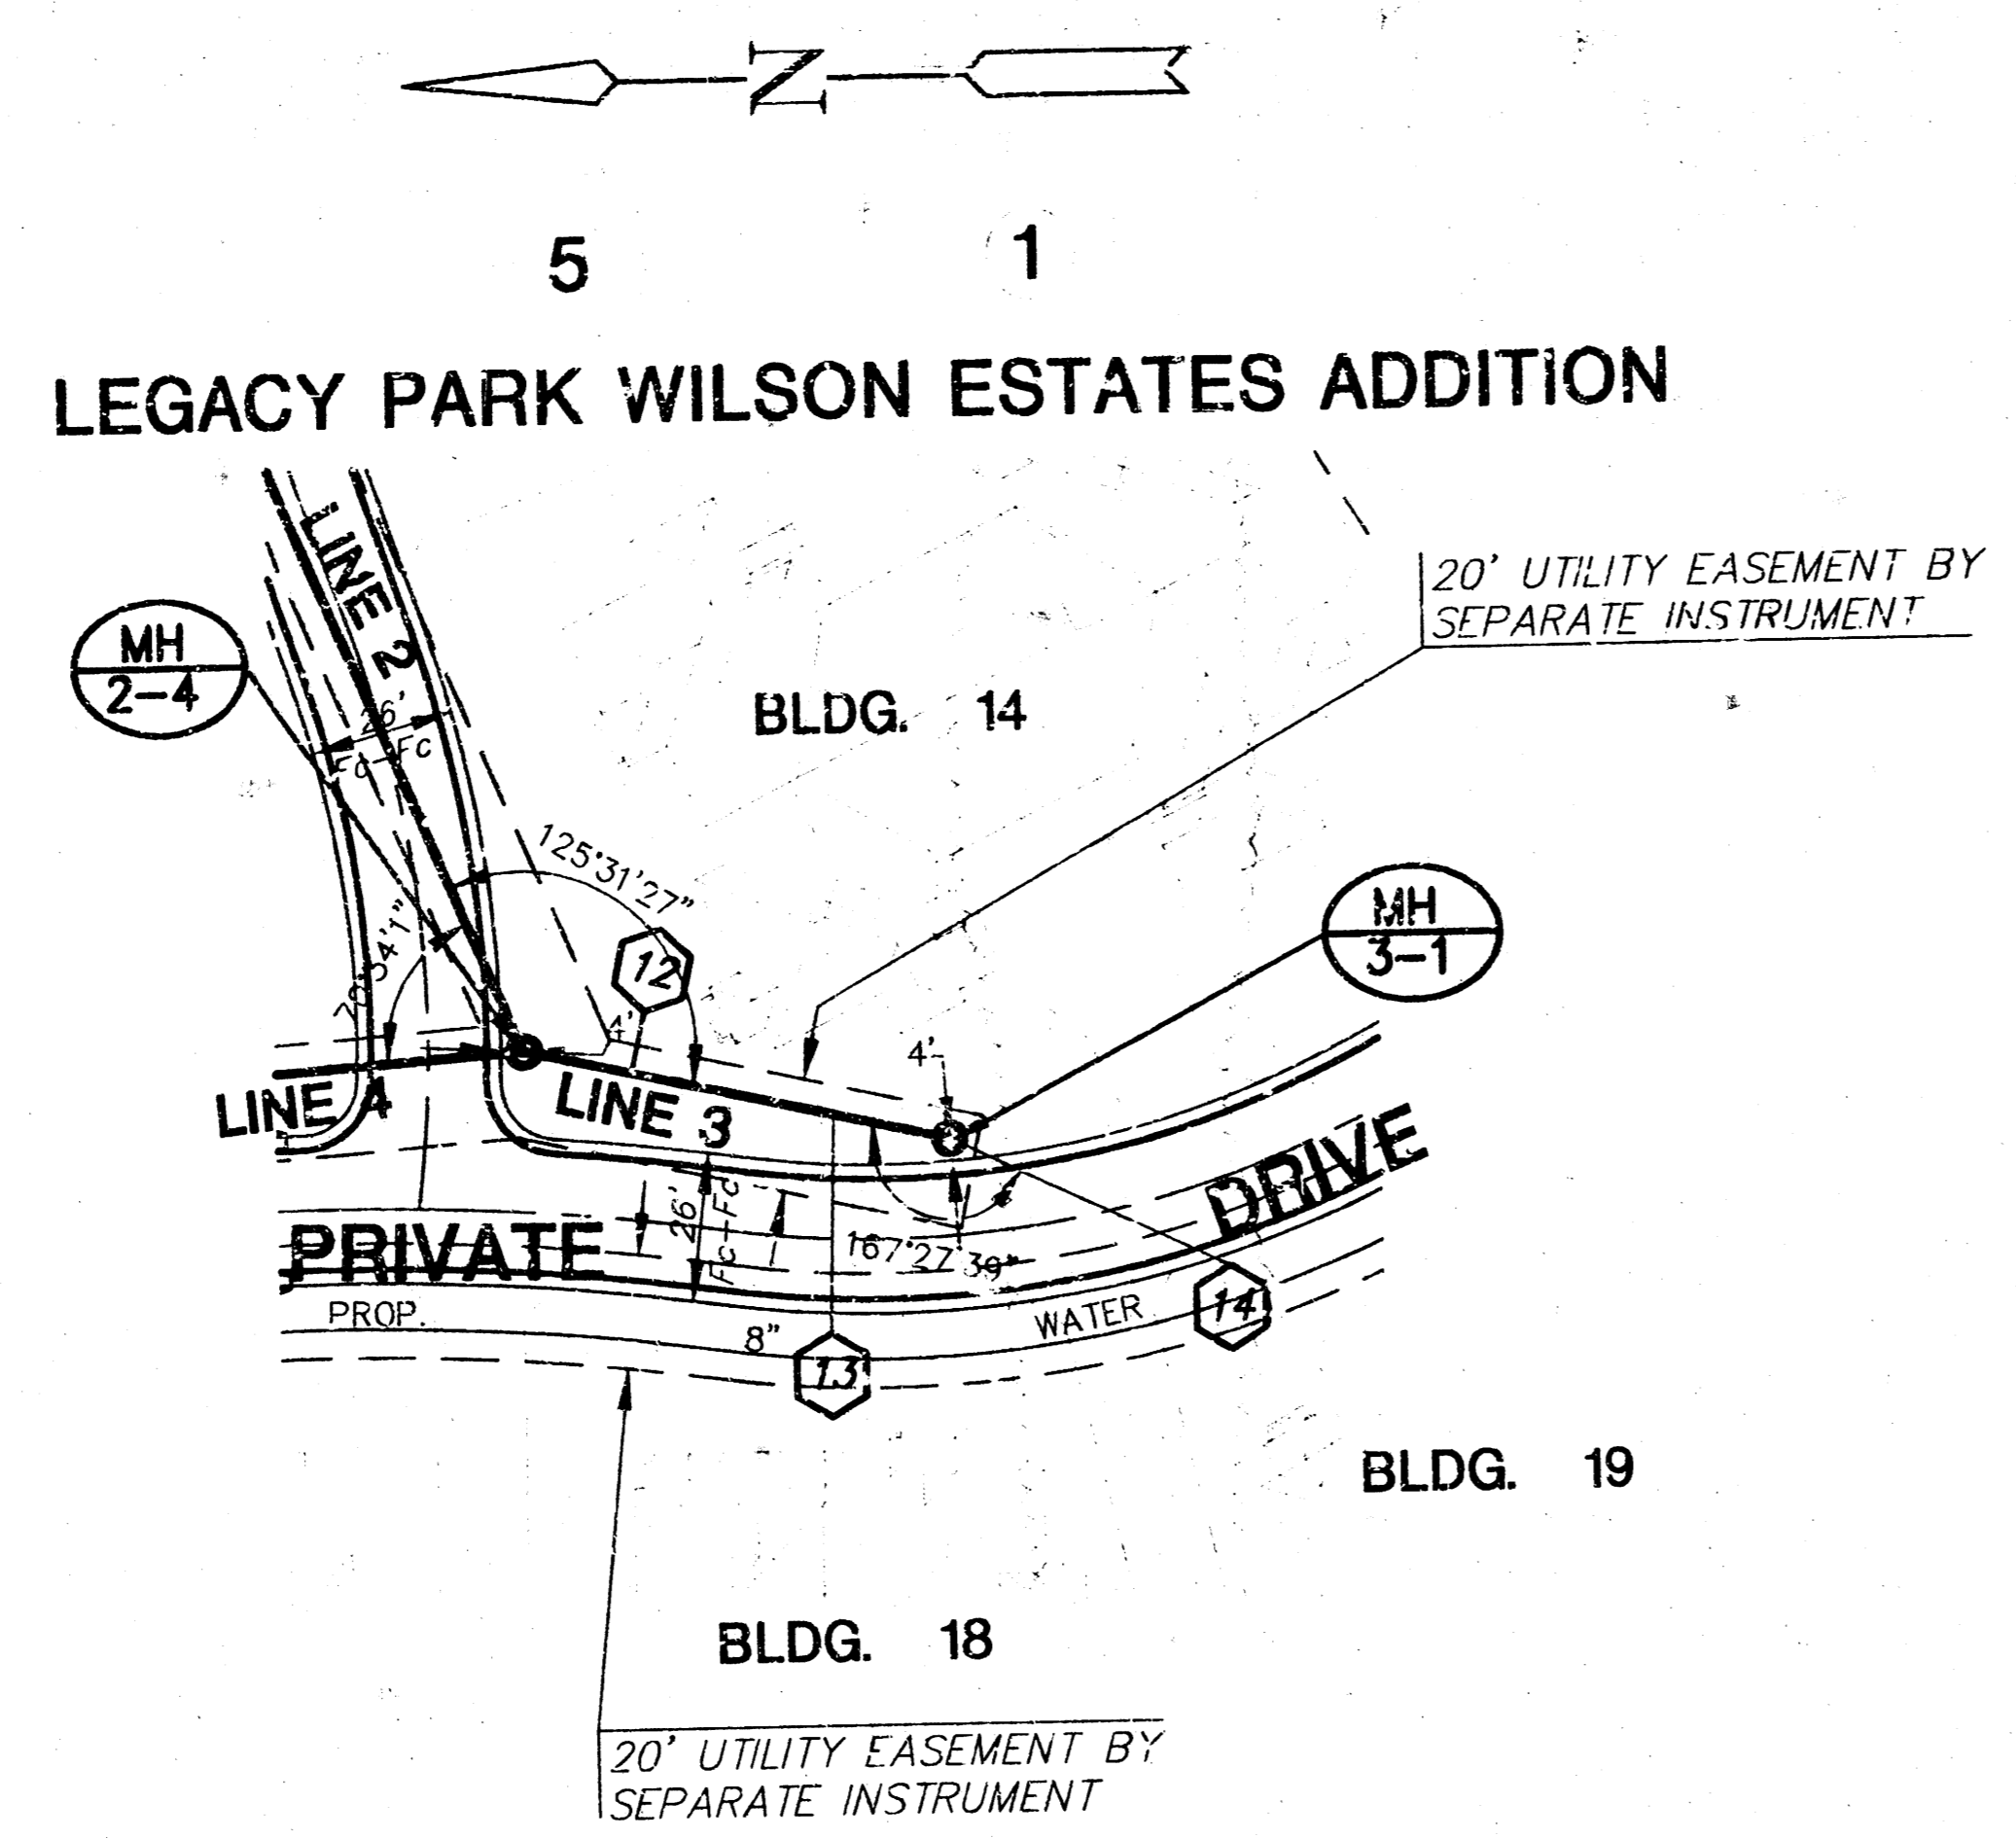 N
5 1
LEGACY PARK WILSON ESTATES ADDITION
LINE 2
20' UTILITY EASEMENT BY
SEPARATE INSTRUMENT
MH
2-4
26'
Fc-Fc
BLDG. 14
125°31'27"
MH
3-1
12
4'
4'
LINE 4
LINE 3
DRIVE
26'
Fc-Fc
PRIVATE
167°27'39"
PROP.
8"
WATER
14
13
BLDG. 19
BLDG. 18
20' UTILITY EASEMENT BY
SEPARATE INSTRUMENT